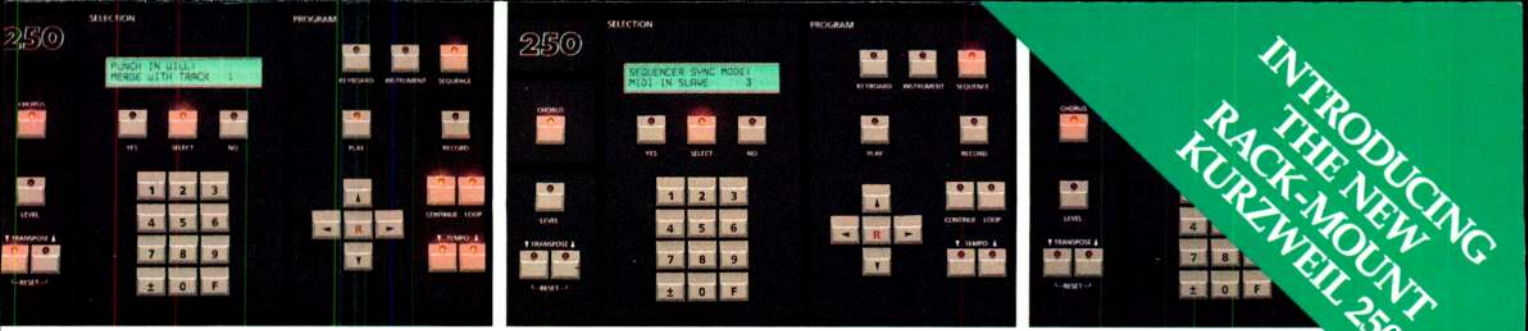 SELECTION PROGRAM
250
PUNCH IN WILL:
MERGE WITH TRACK 1
KEYBOARD INSTRUMENT SEQUENCE
CHORUS
YES SELECT NO
PLAY RECORD
1 2 3
LEVEL
4 5 6
CONTINUE LOOP
R
TRANSPOSE
TEMPO
7 8 9
RESET
± 0 F
SELECTION PROGRAM
250
SEQUENCER SYNC MODE:
MIDI IN SLAVE 3
KEYBOARD INSTRUMENT SEQUENCE
CHORUS
YES SELECT NO
PLAY RECORD
1 2 3
LEVEL
4 5 6
CONTINUE LOOP
R
TRANSPOSE
TEMPO
7 8 9
RESET
± 0 F
CHORUS
LEVEL
4
TRANSPOSE
7 8
RESET
± 0 F
INTRODUCING
THE NEW
RACK-MOUNT
KURZWEIL 250